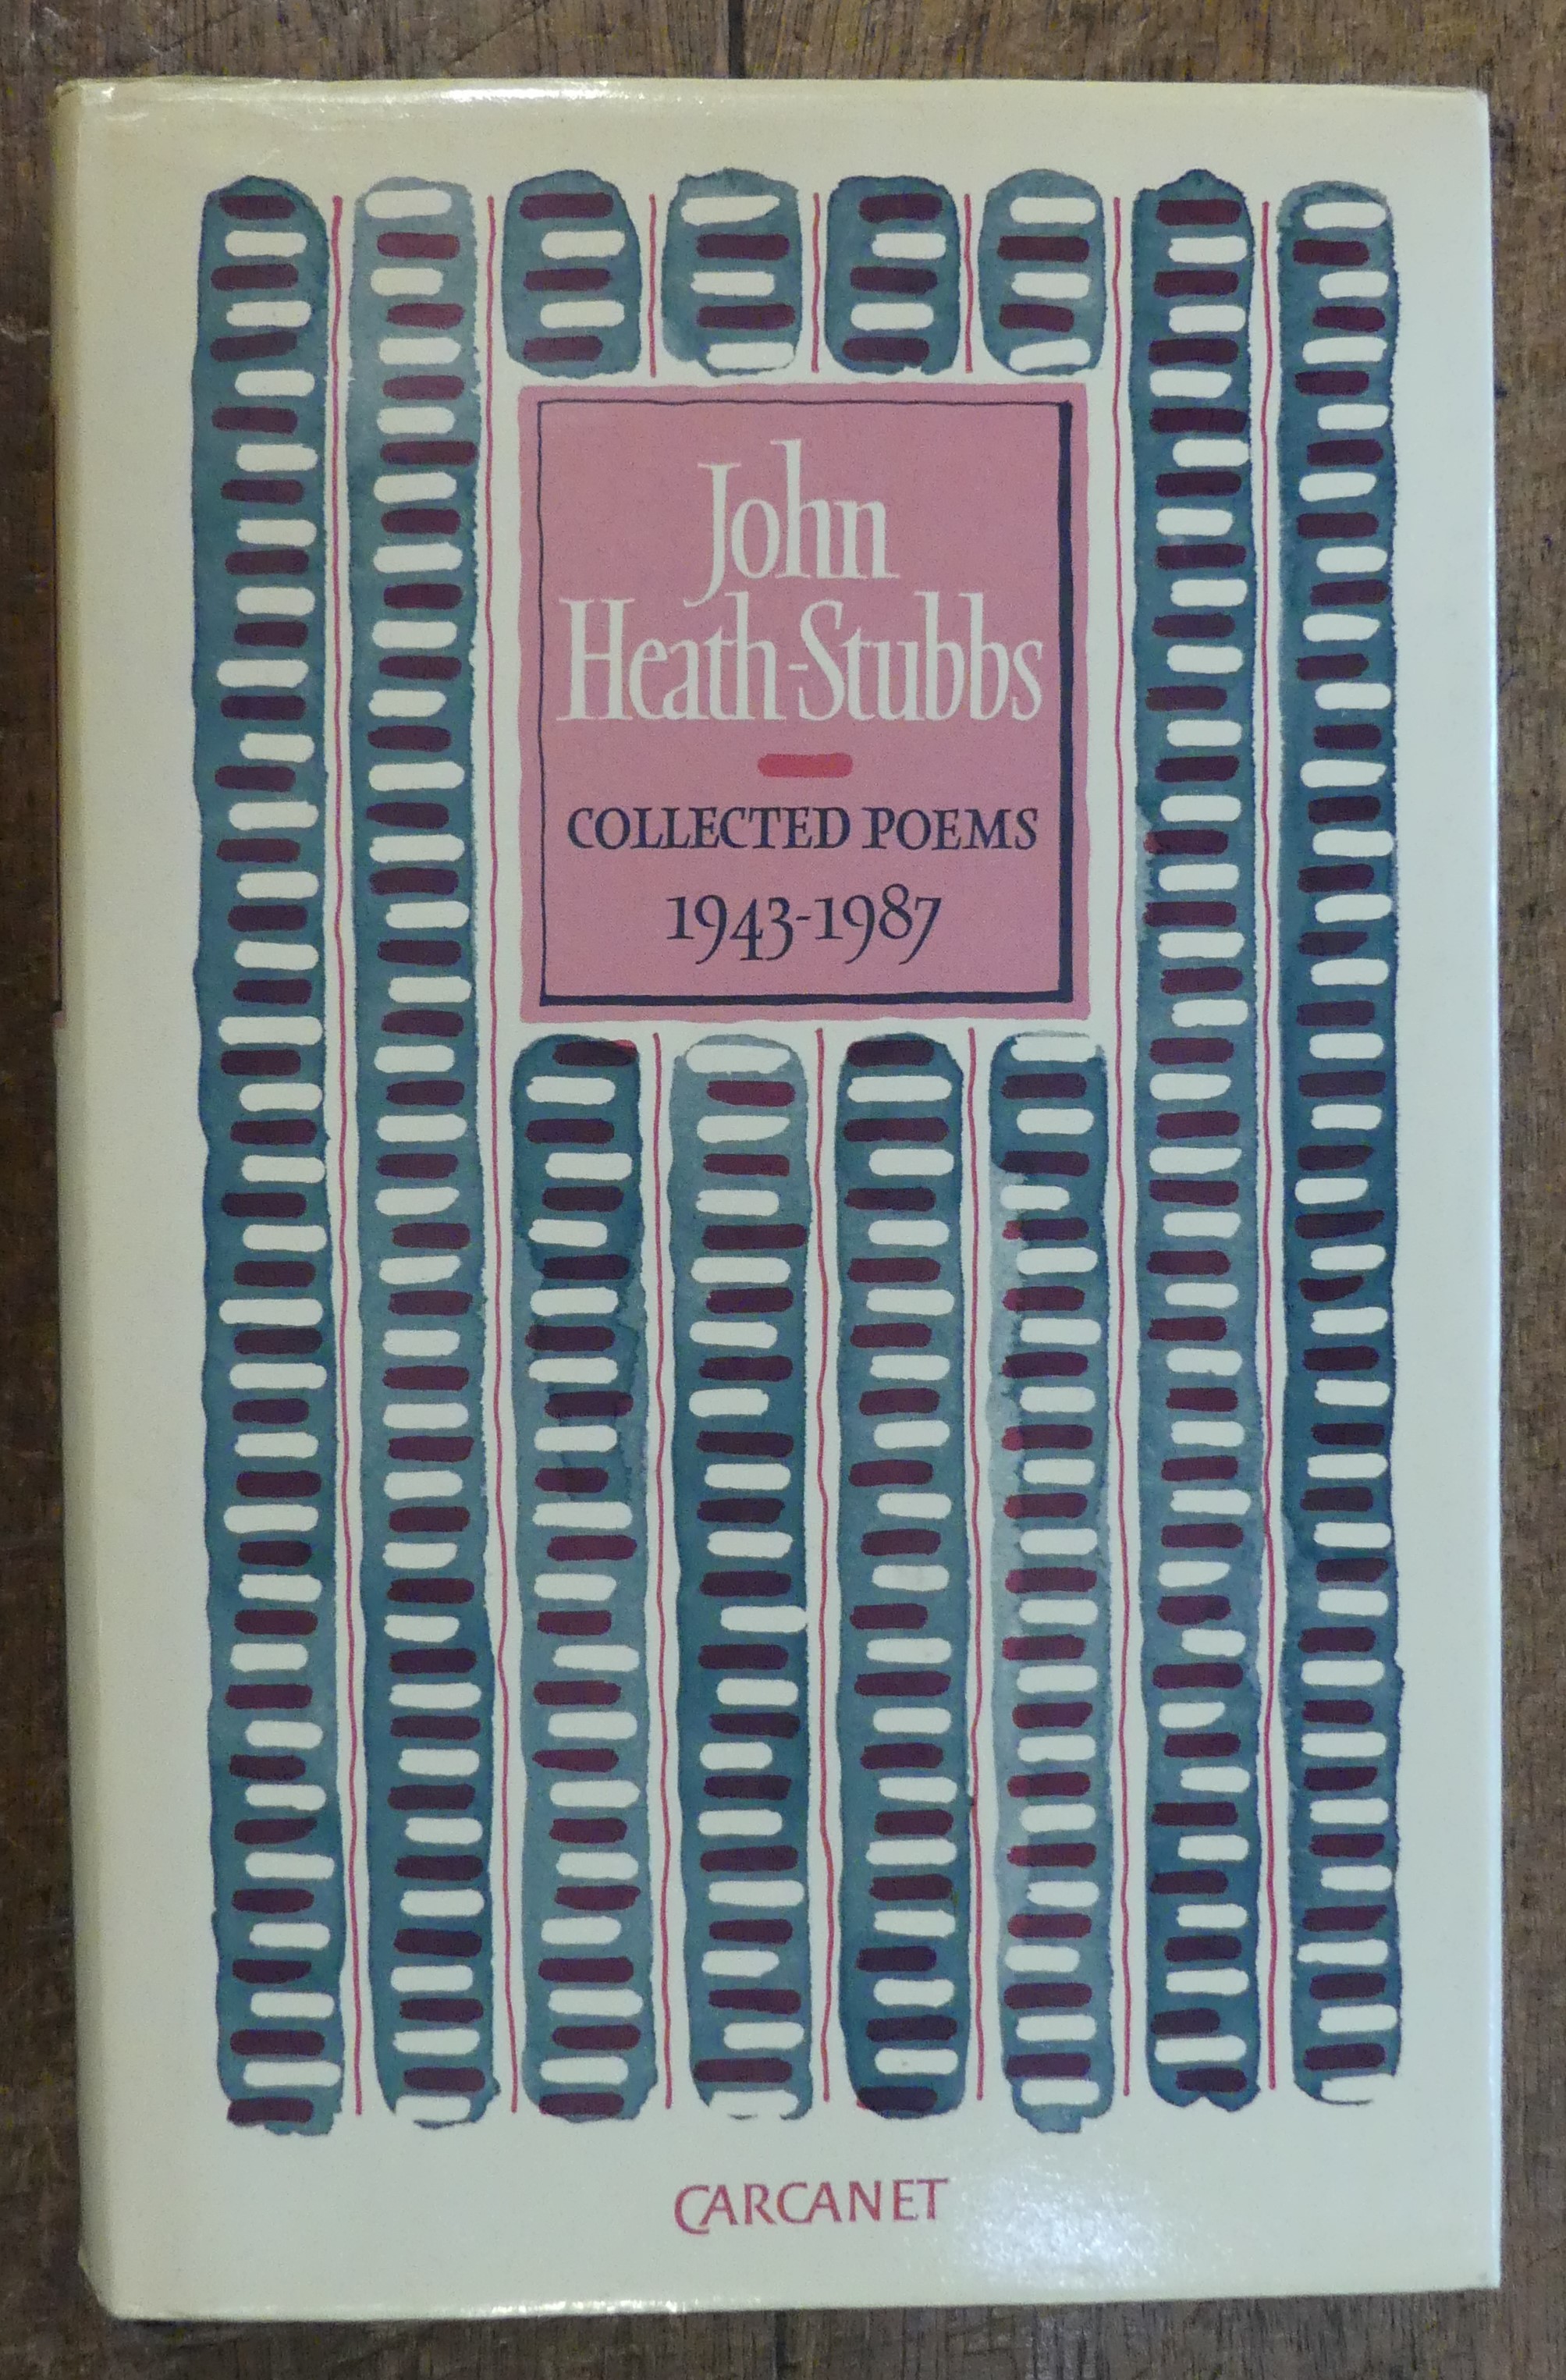 John
Heath-Stubbs
COLLECTED POEMS
1943-1987
CARCANET